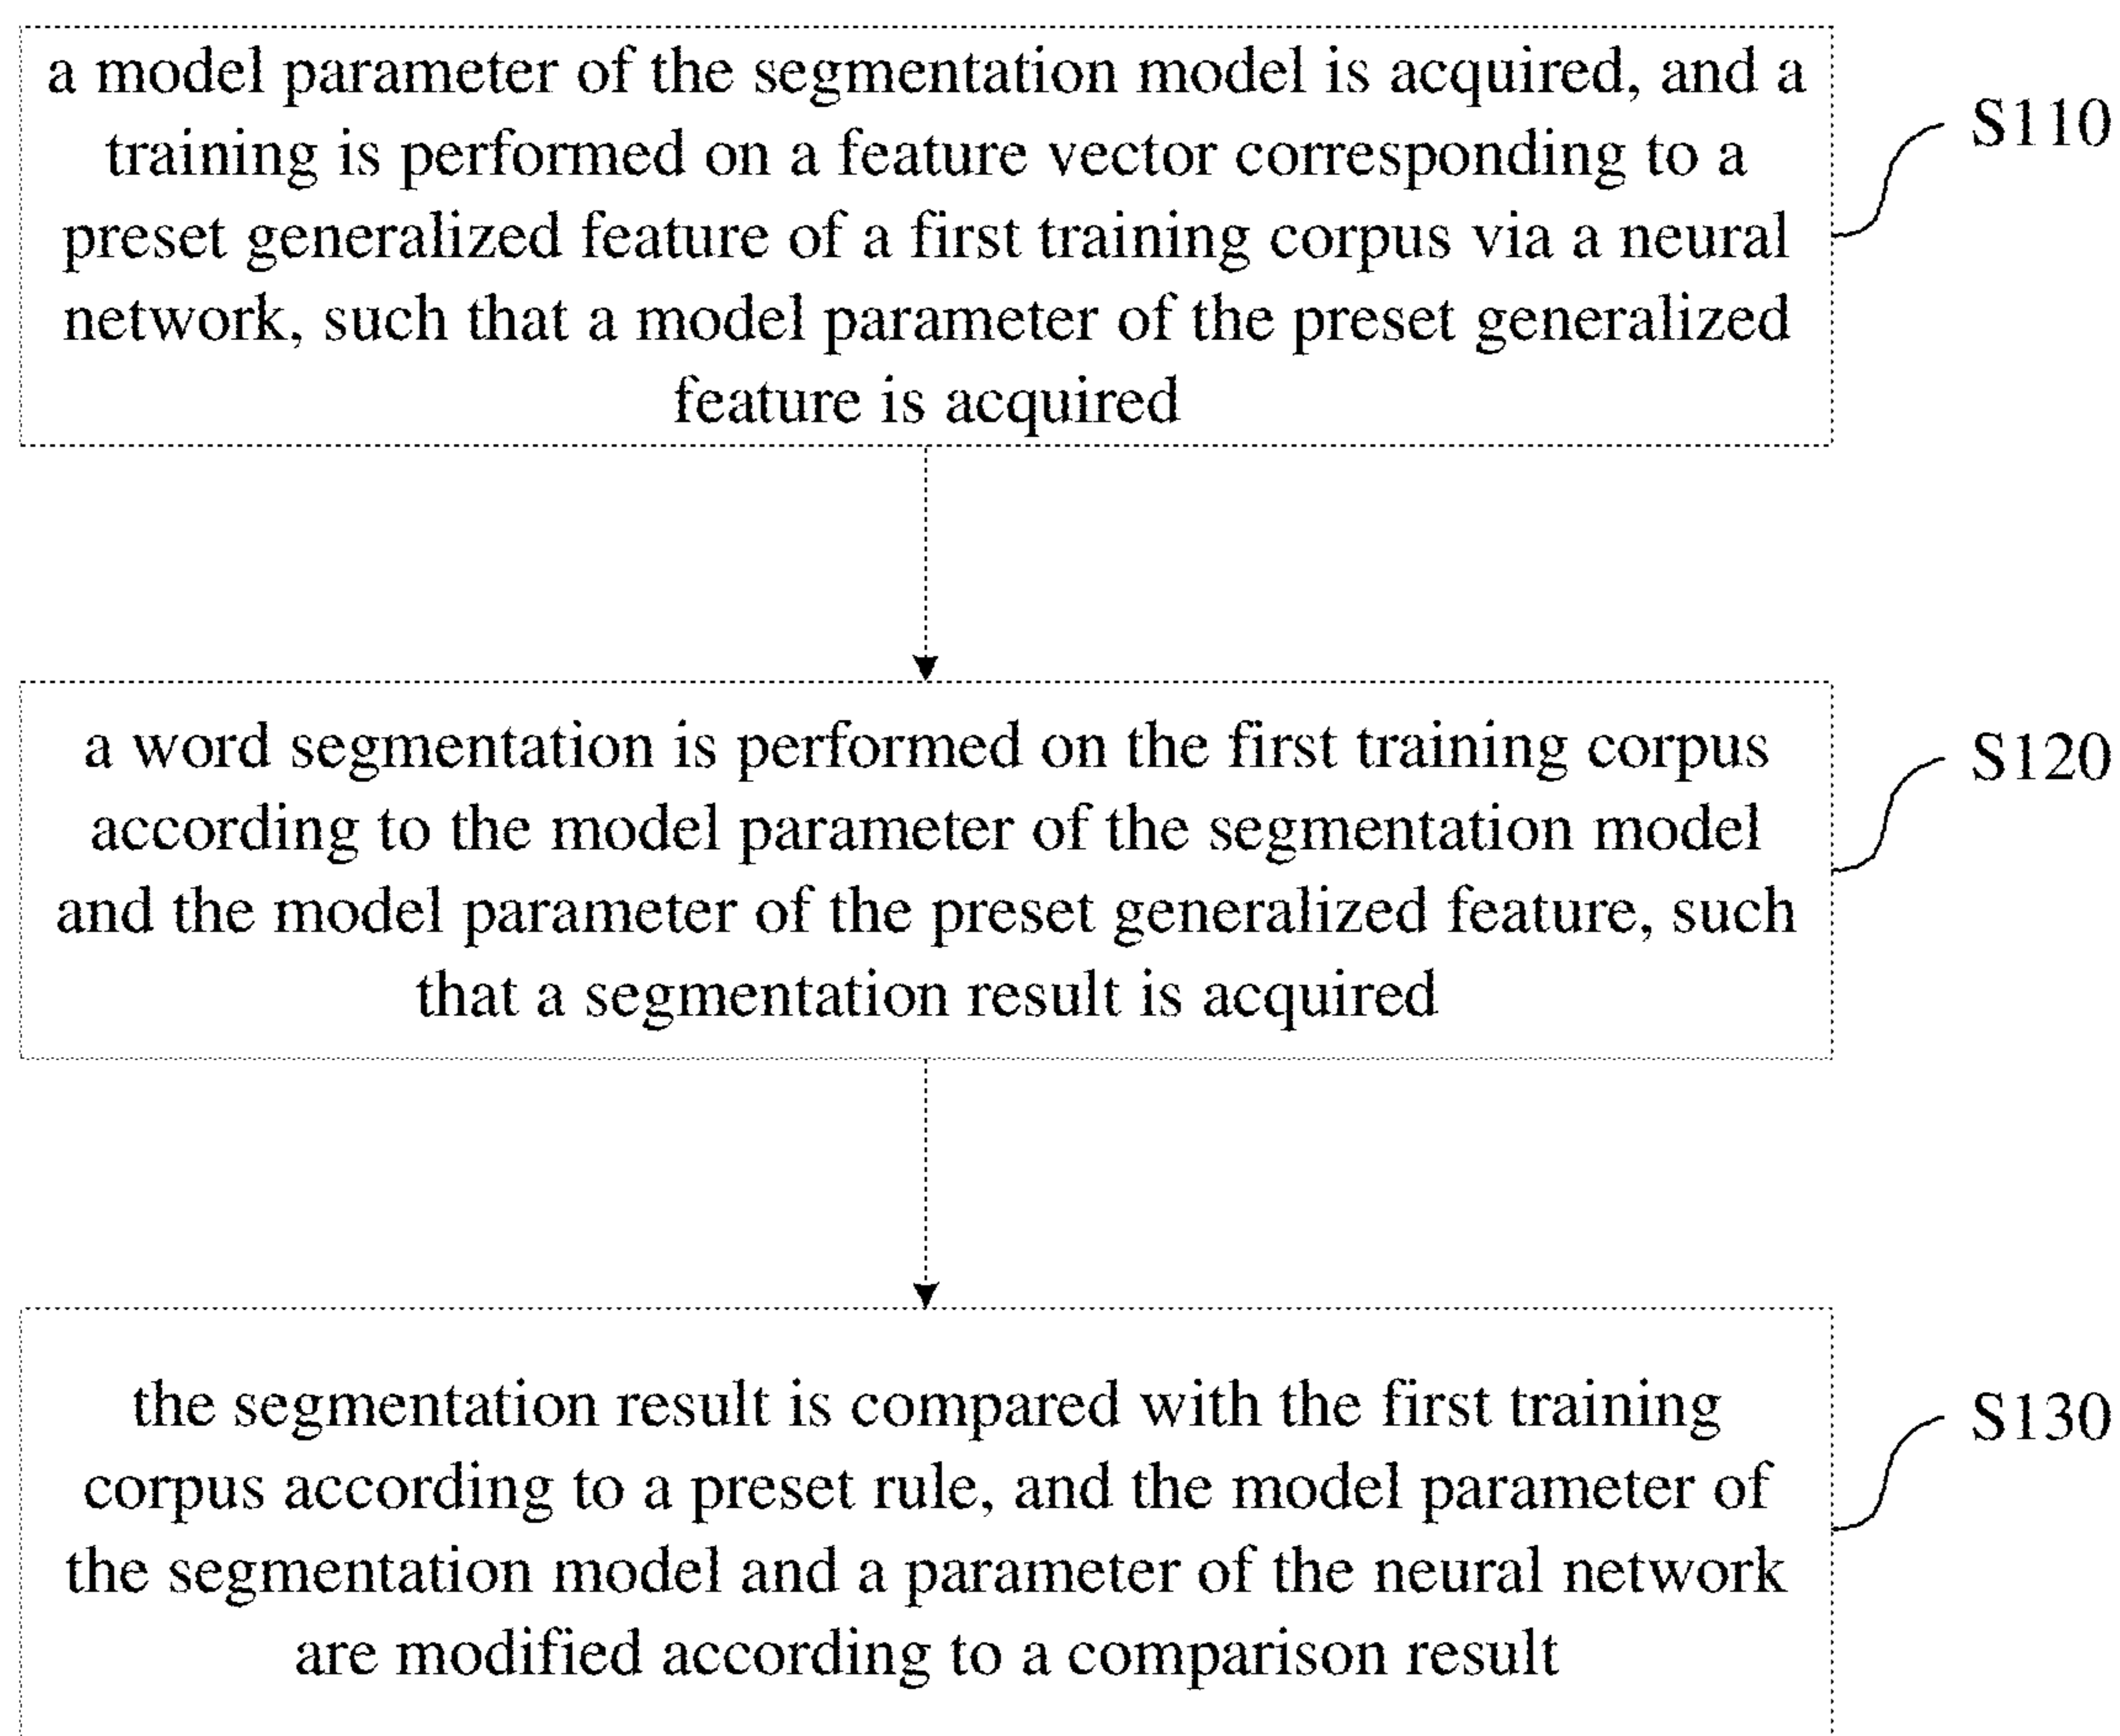 a model parameter of the segmentation model is acquired, and a
training is performed on a feature vector corresponding to a
preset generalized feature of a first training corpus via a neural
network, such that a model parameter of the preset generalized
feature is acquired
S110
a word segmentation is performed on the first training corpus
according to the model parameter of the segmentation model
and the model parameter of the preset generalized feature, such
that a segmentation result is acquired
S120
the segmentation result is compared with the first training
corpus according to a preset rule, and the model parameter of
the segmentation model and a parameter of the neural network
are modified according to a comparison result
S130